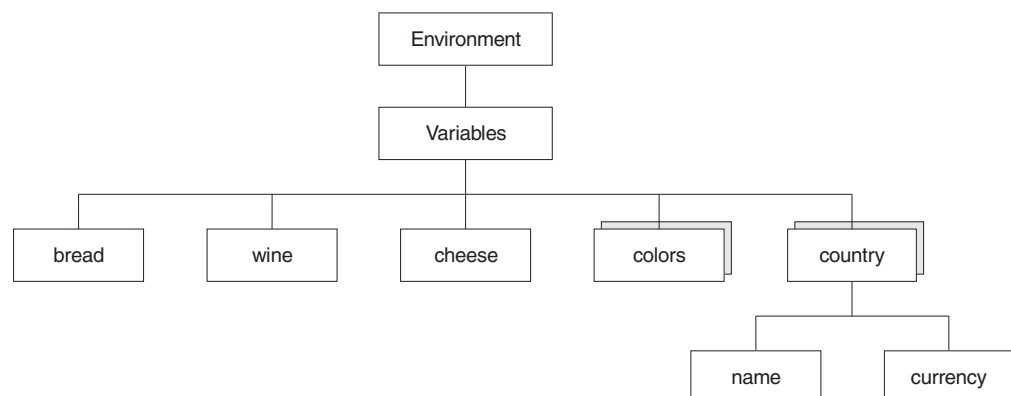 Environment
Variables
bread
wine
cheese
colors
country
name
currency